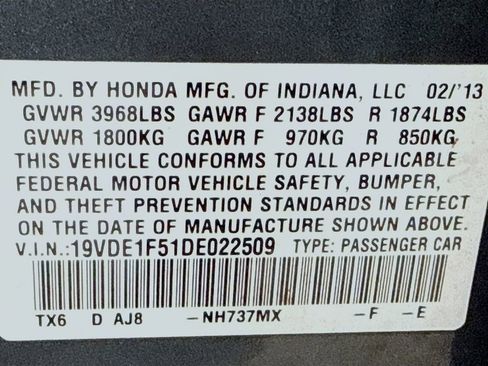 MFD. BY HONDA MFG. OF INDIANA, LLC 02/'13
GVWR 3968LBS GAWR F 2138LBS R 1874LBS
GVWR 1800KG GAWR F 970KG R 850KG
THIS VEHICLE CONFORMS TO ALL APPLICABLE
FEDERAL MOTOR VEHICLE SAFETY, BUMPER,
AND THEFT PREVENTION STANDARDS IN EFFECT
ON THE DATE OF MANUFACTURE SHOWN ABOVE.
V.I.N.:19VDE1F51DE022509 TYPE: PASSENGER CAR
TX6 D AJ8 -NH737MX -F -E